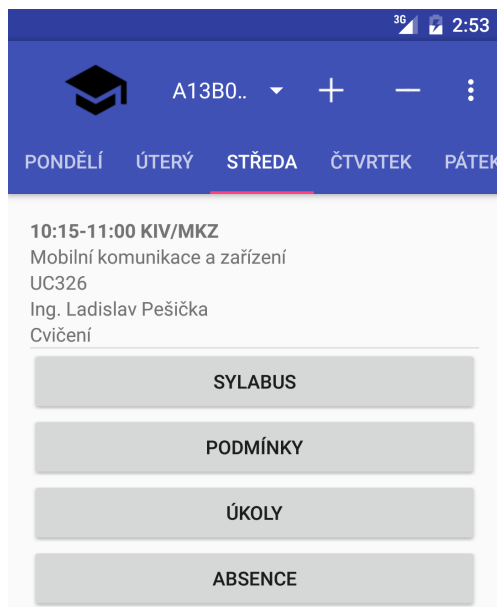 3G 2:53
A13B0..
PONDĚLÍ ÚTERÝ STŘEDA ČTVRTEK PÁTEK
10:15-11:00 KIV/MKZ
Mobilní komunikace a zařízení
UC326
Ing. Ladislav Pešička
Cvičení
SYLABUS
PODMÍNKY
ÚKOLY
ABSENCE